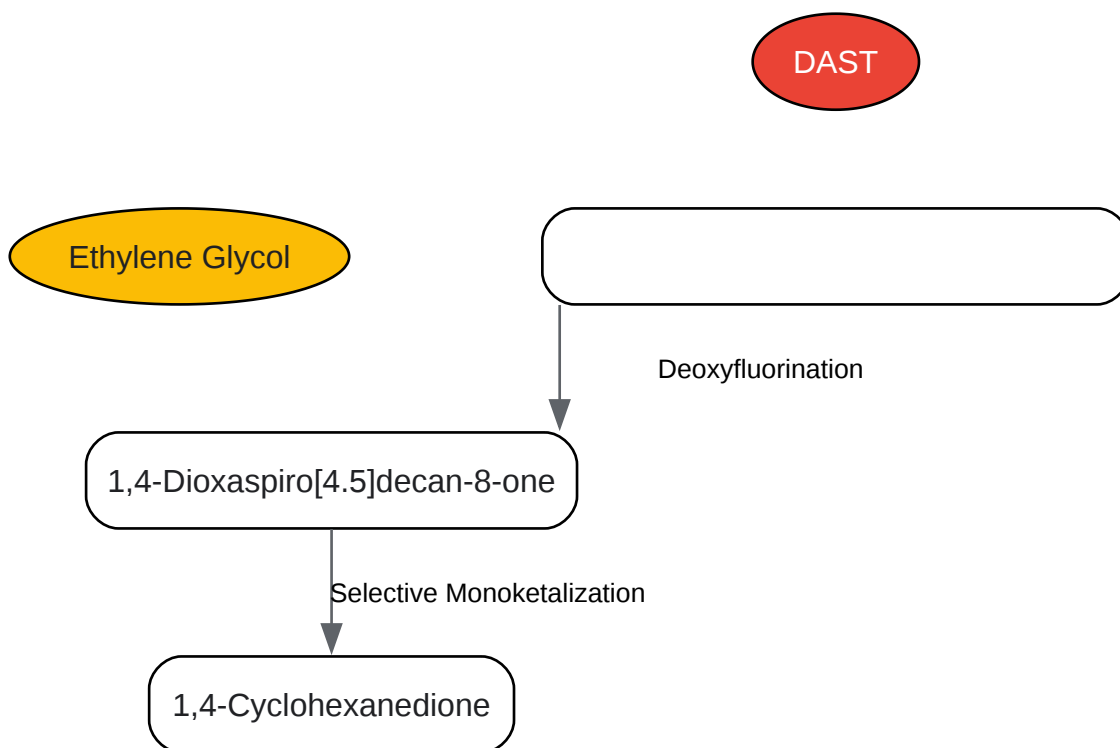 DAST
Ethylene Glycol
Deoxyfluorination
1,4-Dioxaspiro[4.5]decan-8-one
Selective Monoketalization
1,4-Cyclohexanedione